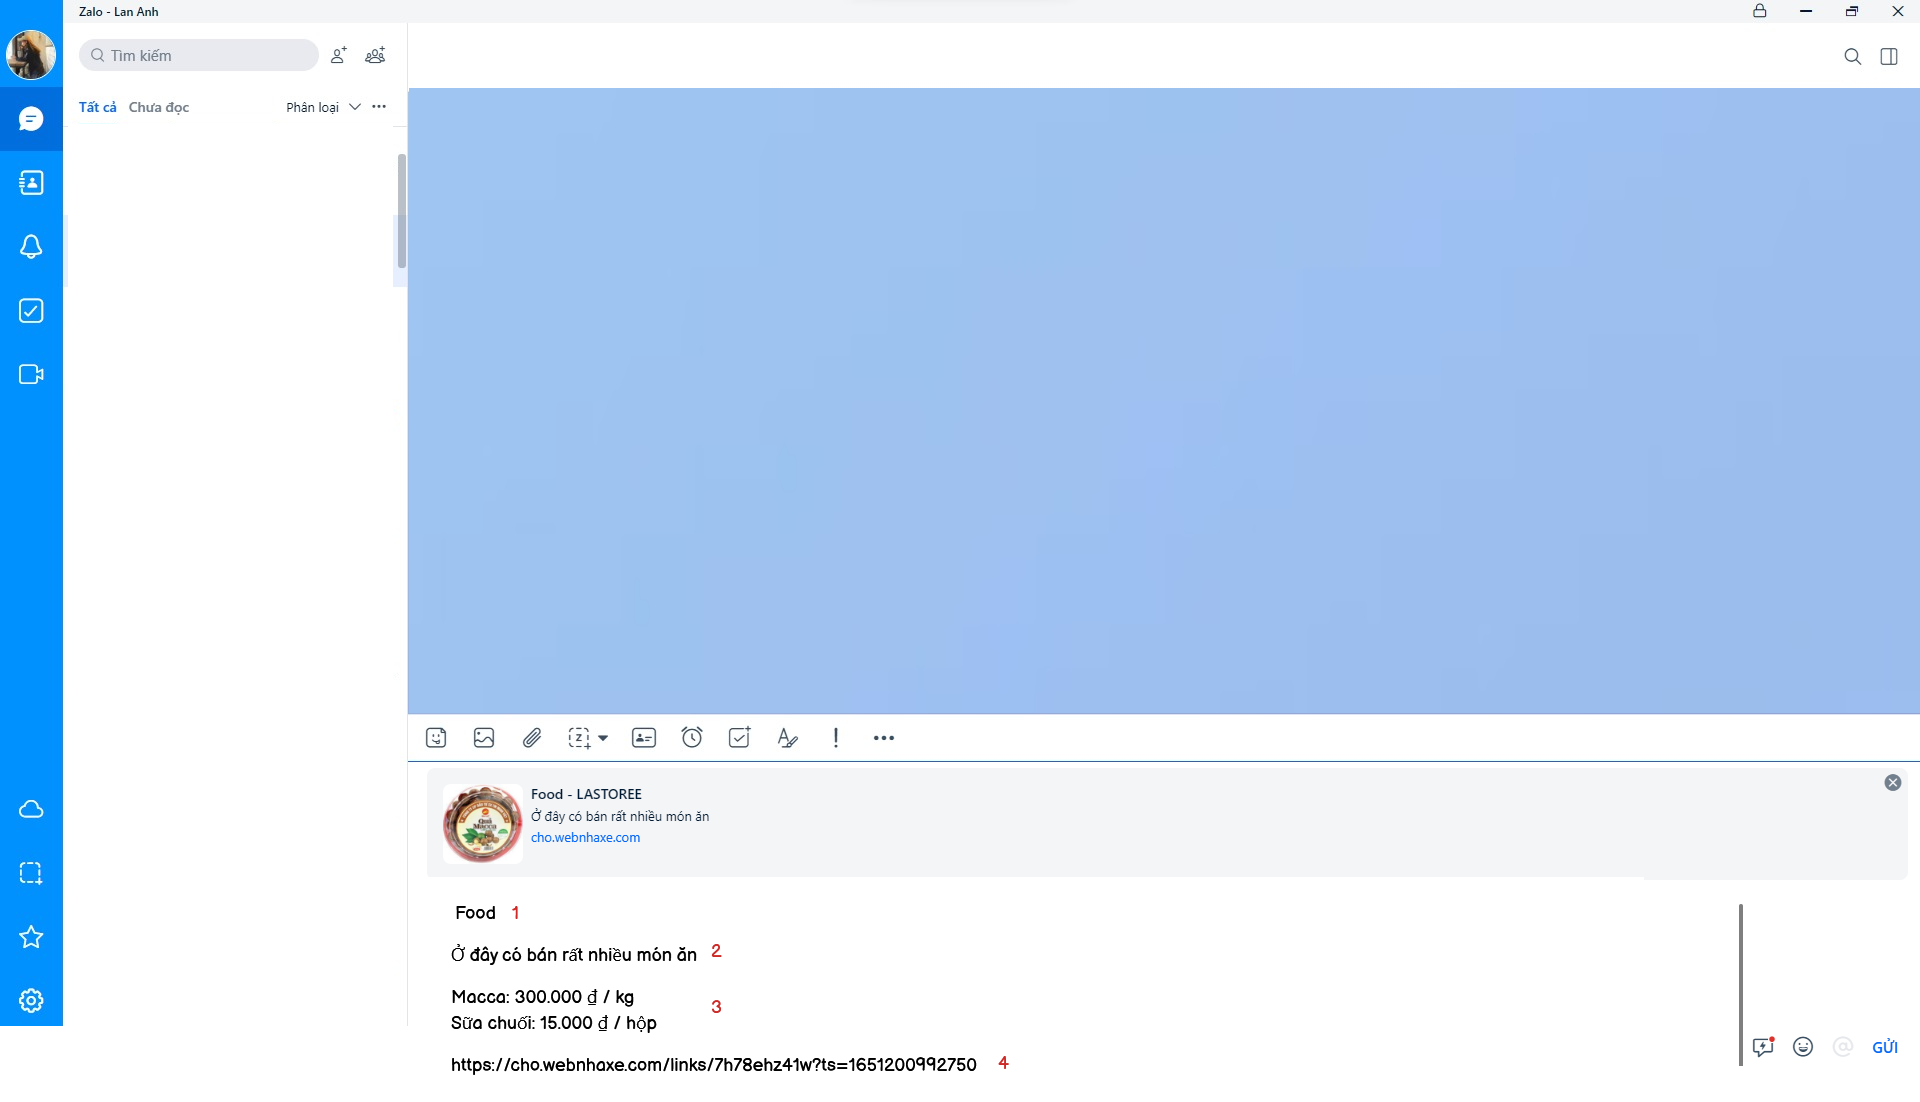 Zalo - Lan Anh
Tìm kiếm
Tất cả Chưa đọc Phân loại
Food - LASTOREE
Ở đây có bán rất nhiều món ăn
cho.webnhaxe.com
Food 1
Ở đây có bán rất nhiều món ăn 2
Macca: 300.000 ₫ / kg
3
Sữa chuối: 15.000 ₫ / hộp
https://cho.webnhaxe.com/links/7h78ehz41w?ts=1651200992750 4
GỬI